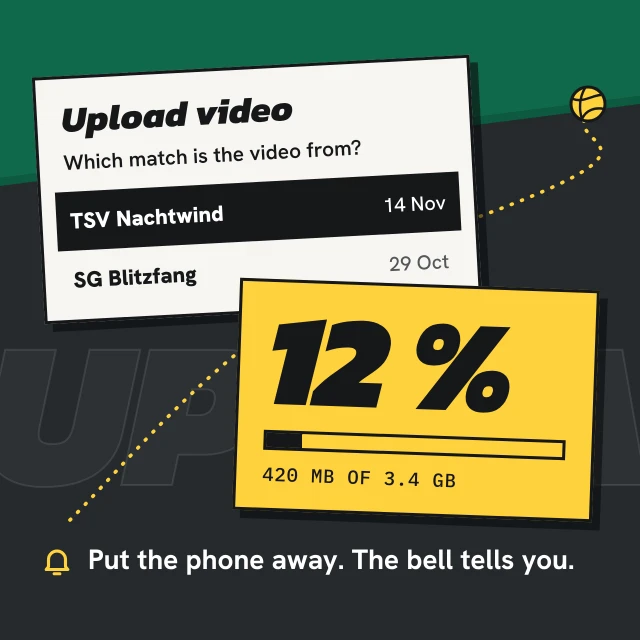 Upload video
Which match is the video from?
TSV Nachtwind 14 Nov
SG Blitzfang 29 Oct
12 %
420 MB OF 3.4 GB
Put the phone away. The bell tells you.